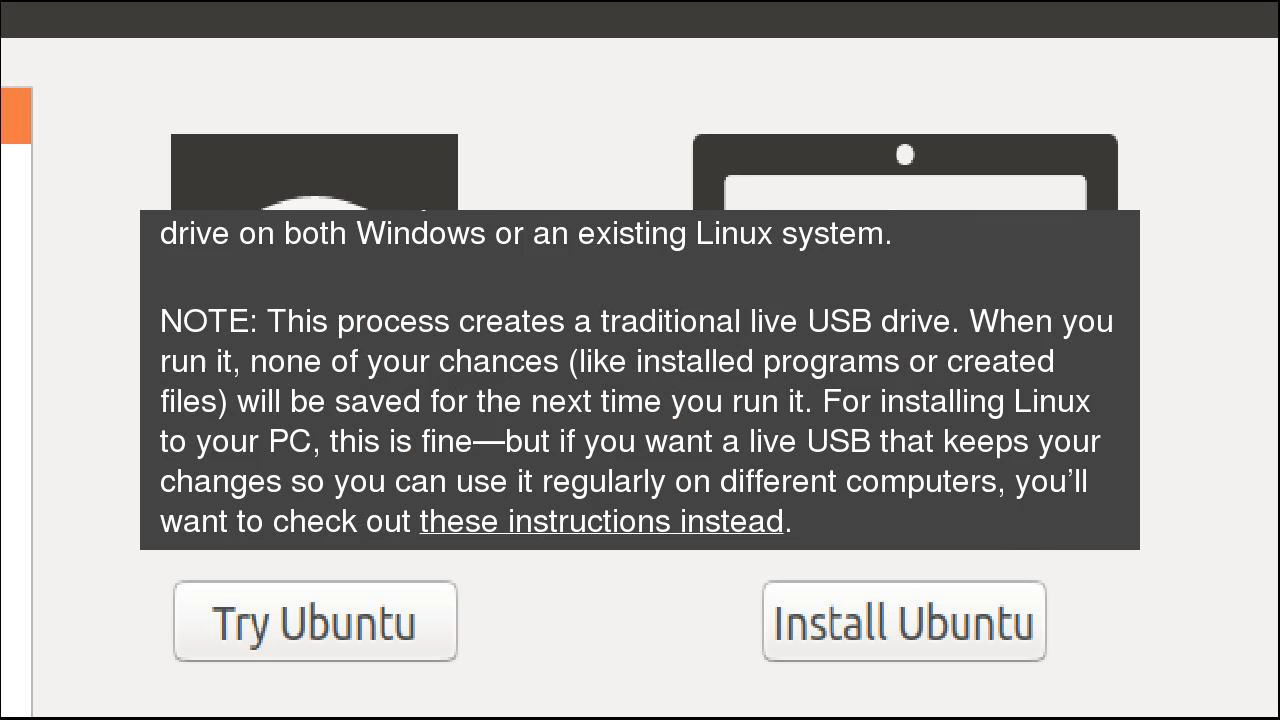 drive on both Windows or an existing Linux system.
NOTE: This process creates a traditional live USB drive. When you
run it, none of your chances (like installed programs or created
files) will be saved for the next time you run it. For installing Linux
to your PC, this is fine—but if you want a live USB that keeps your
changes so you can use it regularly on different computers, you’ll
want to check out these instructions instead.
Try Ubuntu
Install Ubuntu